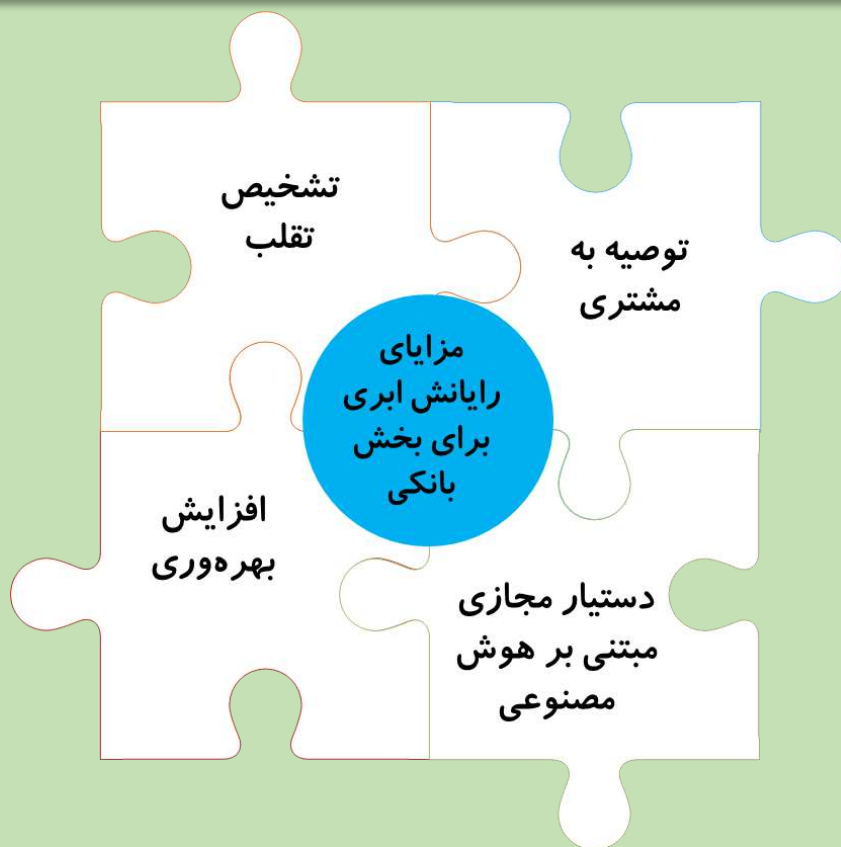 تشخیص
تقلب
توصیه به
مشتری
مزایای
رایانش ابری
برای بخش
بانکی
افزایش
بهره‌وری
دستیار مجازی
مبتنی بر هوش
مصنوعی